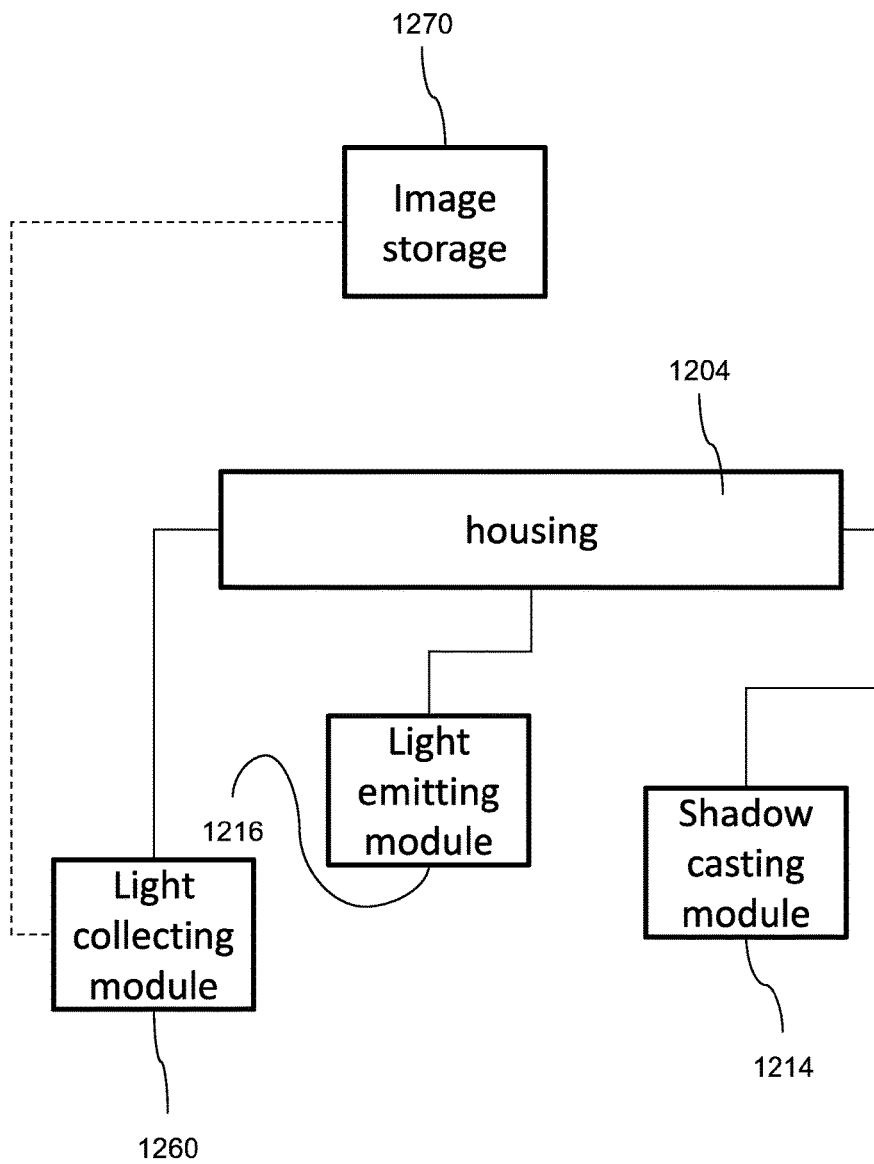 1270
Image
storage
1204
housing
Light
emitting
module
1216
Shadow
casting
module
Light
collecting
module
1214
1260